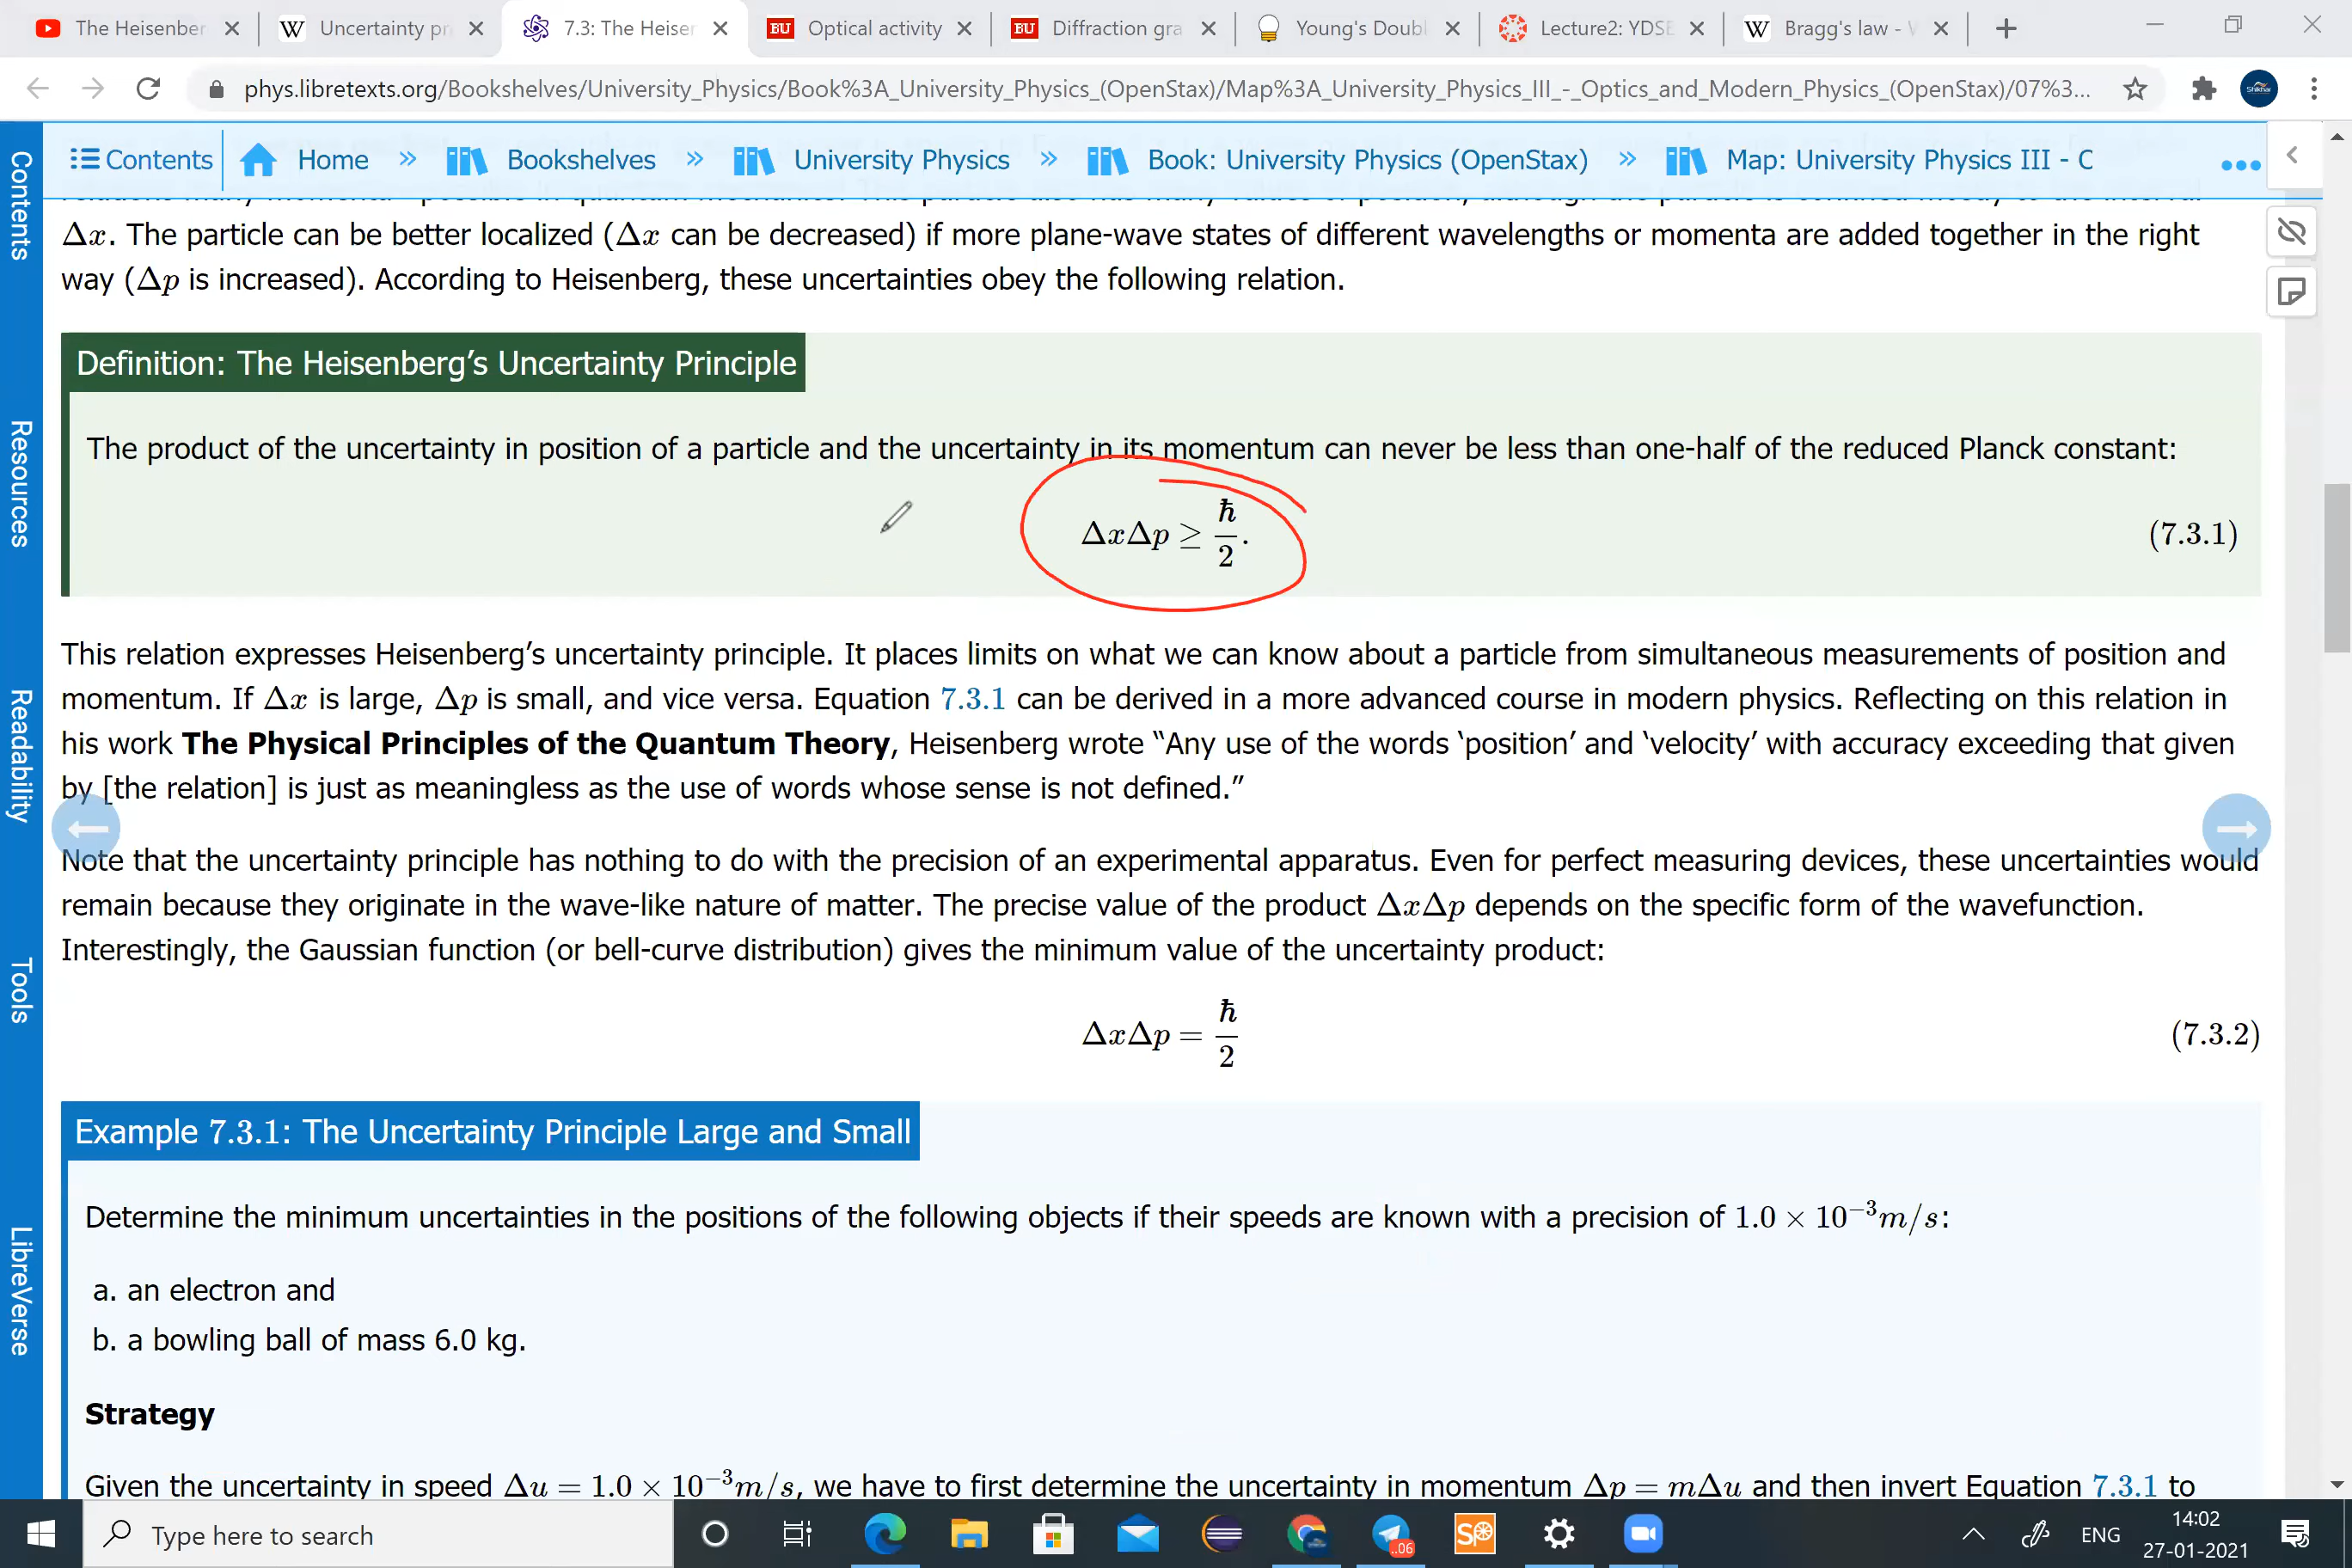 The Heisenber
Uncertainty pr
7.3: The Heiser
BU Optical activity
BU Diffraction gra
Young's Doubl
Lecture2: YDSE
W Bragg's law - W
phys.libretexts.org/Bookshelves/University_Physics/Book%3A_University_Physics_(OpenStax)/Map%3A_University_Physics_III_-_Optics_and_Modern_Physics_(OpenStax)/07%3...
Contents
Home » Bookshelves » University Physics » Book: University Physics (OpenStax) » Map: University Physics III - C
Contents
Resources
Readability
Tools
LibreVerse
Δx. The particle can be better localized (Δx can be decreased) if more plane-wave states of different wavelengths or momenta are added together in the right
way (Δp is increased). According to Heisenberg, these uncertainties obey the following relation.
Definition: The Heisenberg’s Uncertainty Principle
The product of the uncertainty in position of a particle and the uncertainty in its momentum can never be less than one-half of the reduced Planck constant:
ΔxΔp ≥ ħ/2. (7.3.1)
This relation expresses Heisenberg’s uncertainty principle. It places limits on what we can know about a particle from simultaneous measurements of position and
momentum. If Δx is large, Δp is small, and vice versa. Equation 7.3.1 can be derived in a more advanced course in modern physics. Reflecting on this relation in
his work The Physical Principles of the Quantum Theory, Heisenberg wrote “Any use of the words ‘position’ and ‘velocity’ with accuracy exceeding that given
by [the relation] is just as meaningless as the use of words whose sense is not defined.”
Note that the uncertainty principle has nothing to do with the precision of an experimental apparatus. Even for perfect measuring devices, these uncertainties would
remain because they originate in the wave-like nature of matter. The precise value of the product ΔxΔp depends on the specific form of the wavefunction.
Interestingly, the Gaussian function (or bell-curve distribution) gives the minimum value of the uncertainty product:
ΔxΔp = ħ/2 (7.3.2)
Example 7.3.1: The Uncertainty Principle Large and Small
Determine the minimum uncertainties in the positions of the following objects if their speeds are known with a precision of 1.0 × 10⁻³m/s:
a. an electron and
b. a bowling ball of mass 6.0 kg.
Strategy
Given the uncertainty in speed Δu = 1.0 × 10⁻³m/s, we have to first determine the uncertainty in momentum Δp = mΔu and then invert Equation 7.3.1 to
Type here to search
..06
SP
ENG
14:02
27-01-2021